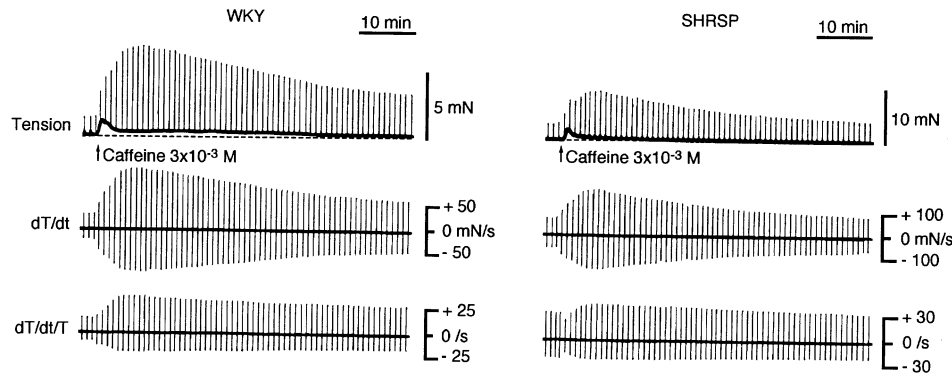 WKY
10 min
SHRSP
10 min
Tension
5 mN
10 mN
↑Caffeine 3x10⁻³ M
↑Caffeine 3x10⁻³ M
dT/dt
+ 50
0 mN/s
- 50
+ 100
0 mN/s
- 100
dT/dt/T
+ 25
0 /s
- 25
+ 30
0 /s
- 30